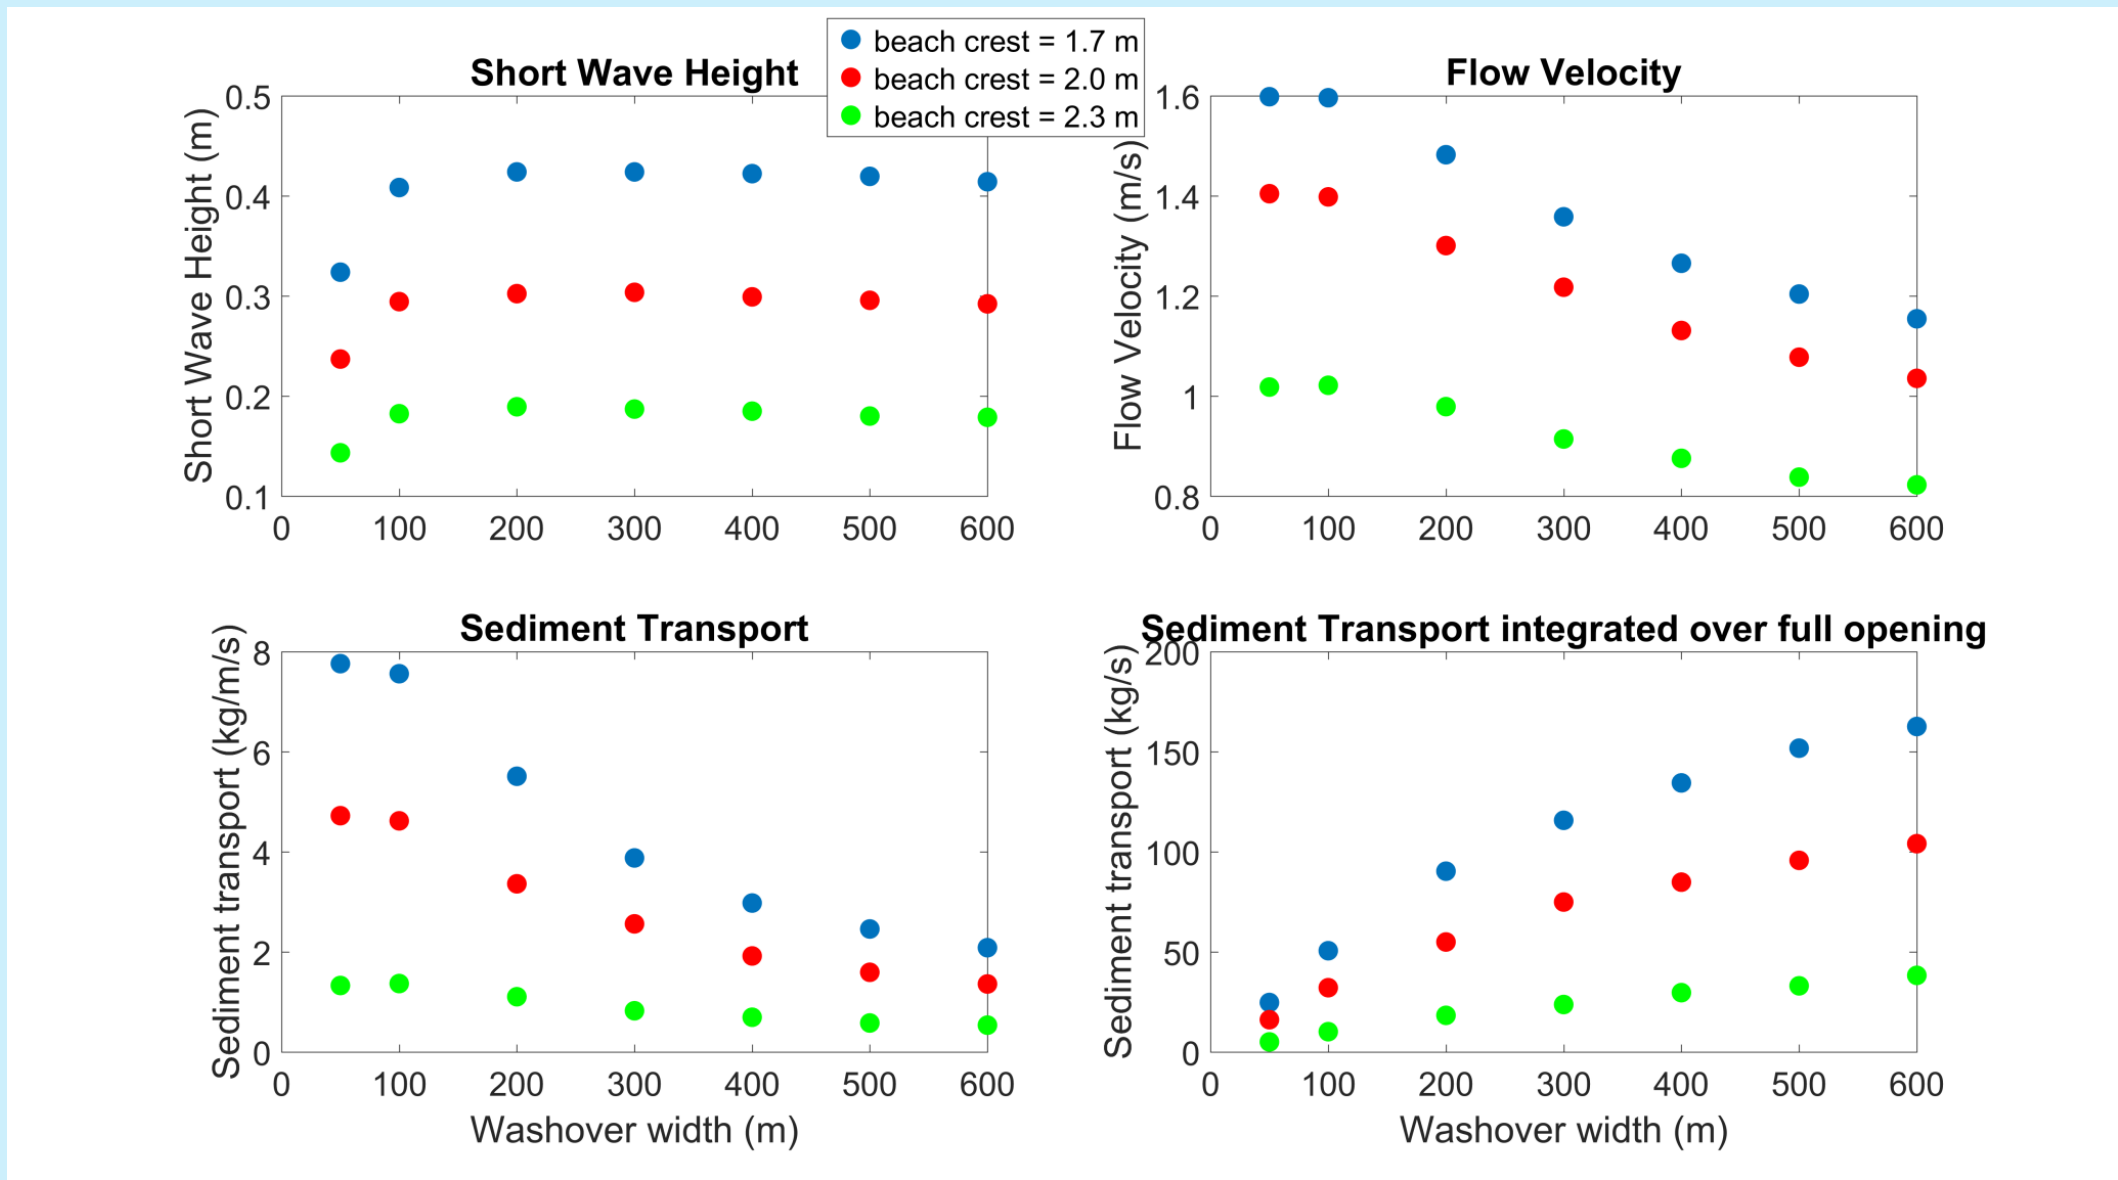 beach crest = 1.7 m
beach crest = 2.0 m
beach crest = 2.3 m
Short Wave Height
Short Wave Height (m)
0.5
0.4
0.3
0.2
0.1
0 100 200 300 400 500 600
Flow Velocity
Flow Velocity (m/s)
1.6
1.4
1.2
1
0.8
0 100 200 300 400 500 600
Sediment Transport
Sediment transport (kg/m/s)
8
6
4
2
0
0 100 200 300 400 500 600
Washover width (m)
Sediment Transport integrated over full opening
Sediment transport (kg/s)
200
150
100
50
0
0 100 200 300 400 500 600
Washover width (m)